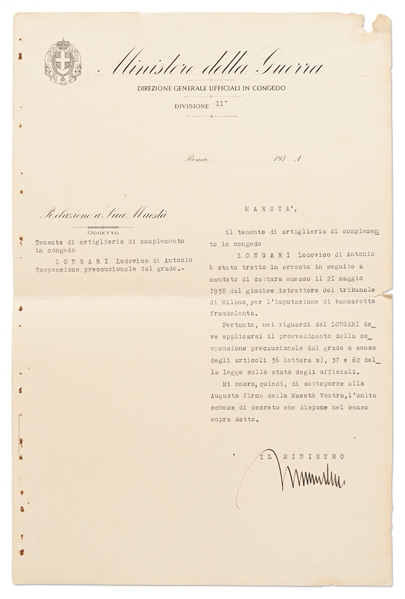 Ministero della Guerra
DIREZIONE GENERALE UFFICIALI IN CONGEDO
DIVISIONE II^
Roma, 193 A
Relazione a Sua Maestà
OGGETTO
Tenente di artiglieria di complemento
in congedo
LONGARI Lodovico di Antonio
Sospensione precauzionale dal grado.-
MAESTA',
il tenente di artiglieria di complemen
to in congedo
LONGARI Lodovico di Antonio
è stato tratto in arresto in seguito a
mandato di cattura emesso il 21 maggio
1938 dal giudice istruttore del tribunale
di Milano, per l'imputazione di bancarotta
fraudolenta.
Pertanto, nei riguardi del LONGARI de=
ve applicarsi il provvedimento della so=
spensione precauzionale dal grado a senso
degli articoli 36 lettera a), 37 e 62 del
la legge sullo stato degli ufficiali.
Mi onoro, quindi, di sottoporre alla
Augusta firma della Maestà Vostra, l'unito
schema di decreto che dispone nel senso
sopra detto.
IL MINISTRO